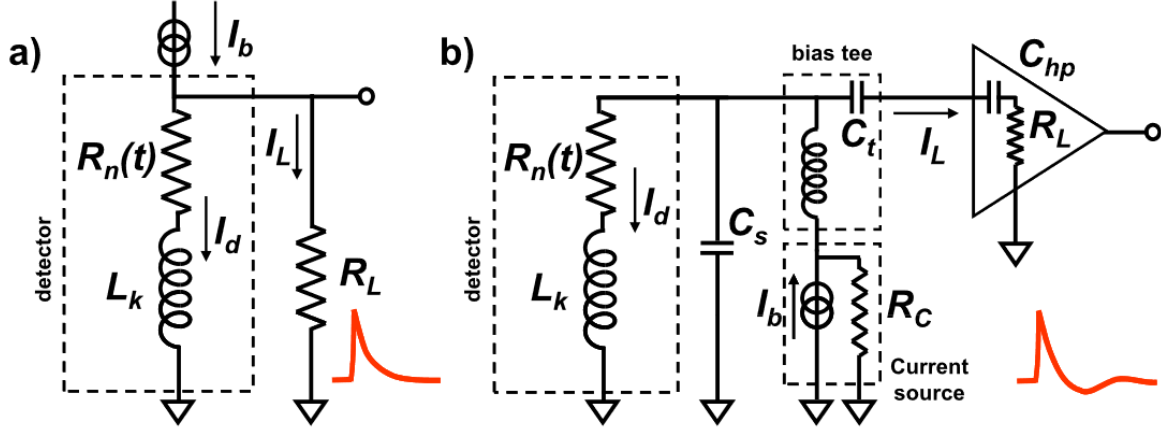 a)
I_b
R_n(t)
I_L
I_d
detector
L_k
R_L
b)
bias tee
C_hp
R_n(t)
C_t
I_L
R_L
I_d
detector
C_s
L_k
I_b
R_C
Current
source